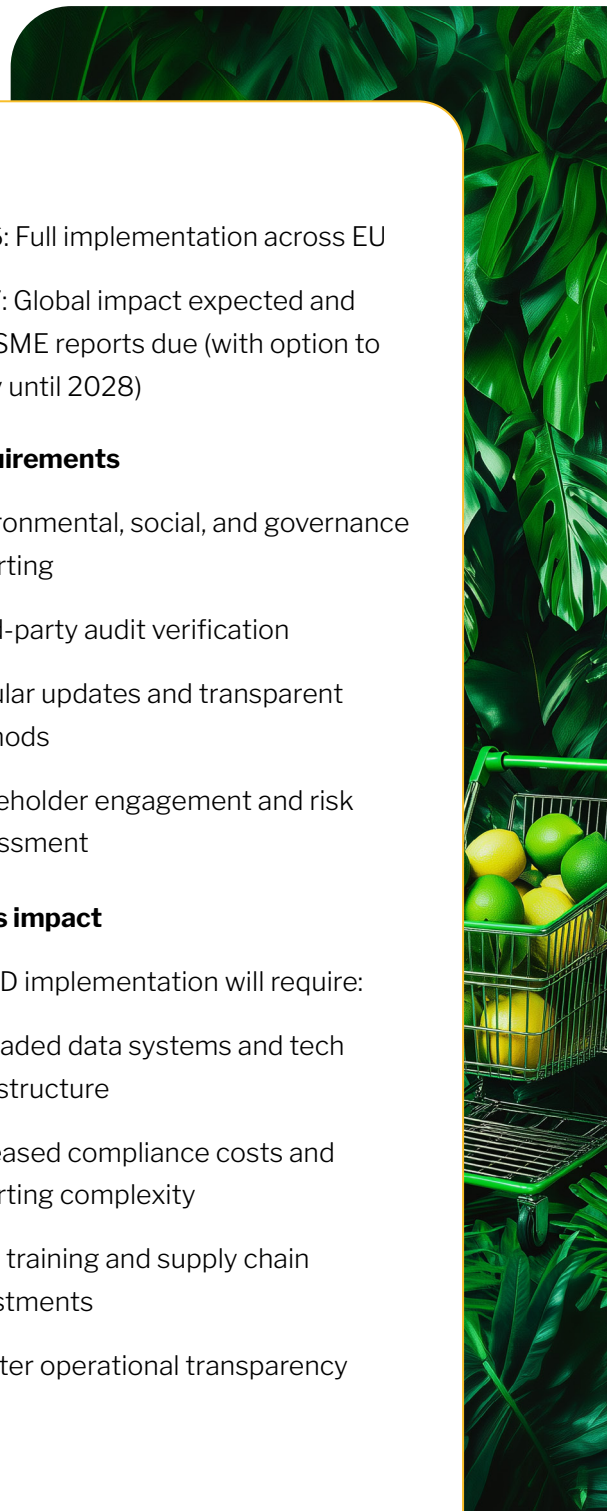 : Full implementation across EU
: Global impact expected and
SME reports due (with option to
until 2028)
uirements
ronmental, social, and governance
rting
-party audit verification
ular updates and transparent
nods
eholder engagement and risk
ssment
s impact
D implementation will require:
aded data systems and tech
structure
eased compliance costs and
rting complexity
training and supply chain
stments
ter operational transparency